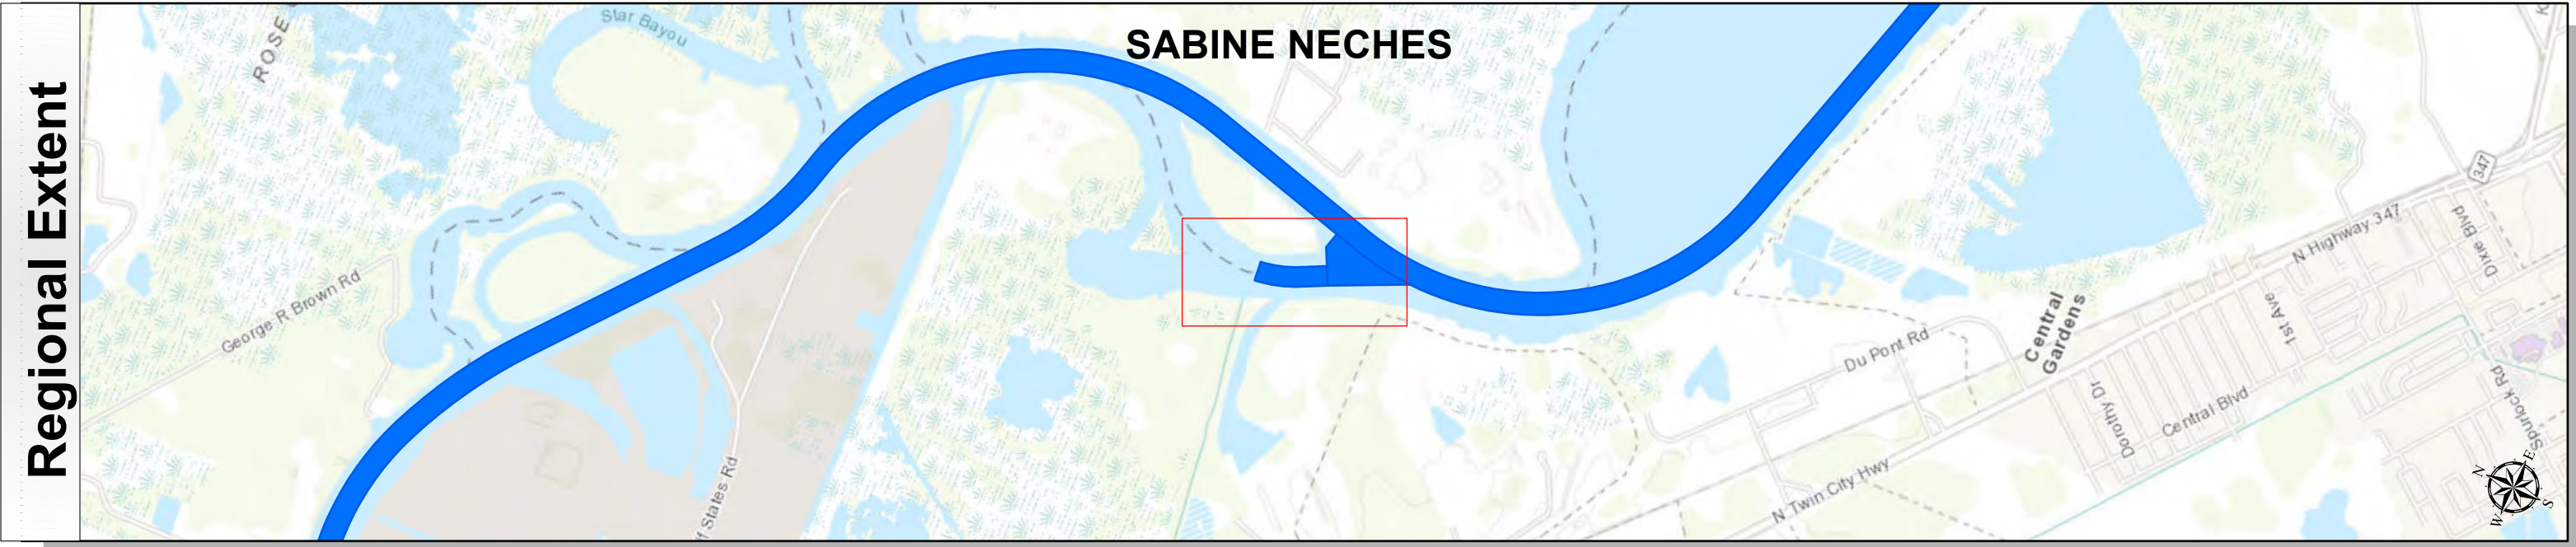 Regional Extent
SABINE NECHES
Star Bayou
ROSE
George R Brown Rd
f States Rd
347
N Highway 347
Dixie Blvd
1st Ave
Central
Gardens
Du Pont Rd
Dorothy Dr
Central Blvd
Spurlock Rd
N Twin City Hwy
N
E
S
W